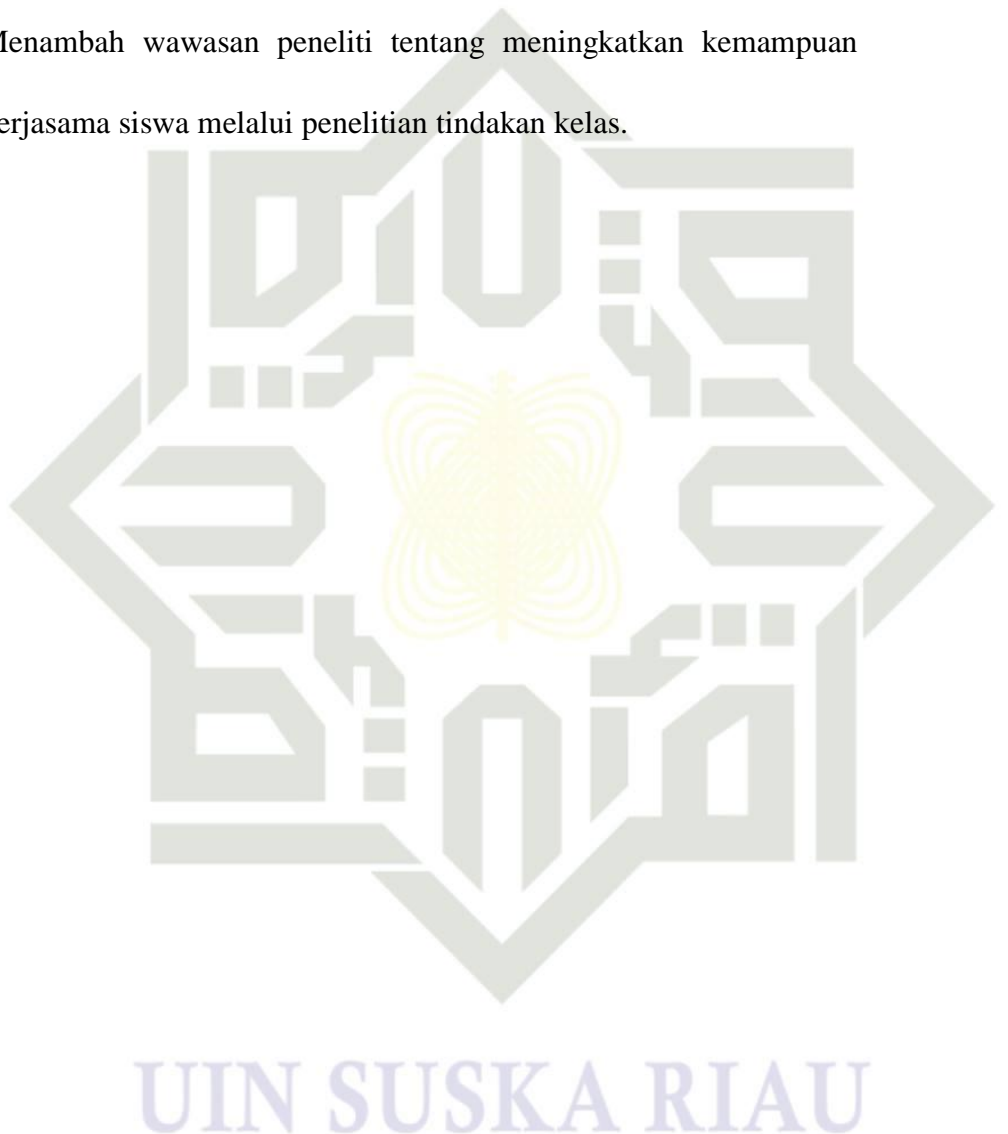 Menambah wawasan peneliti tentang meningkatkan kemampuan
kerjasama siswa melalui penelitian tindakan kelas.
UIN SUSKA RIAU